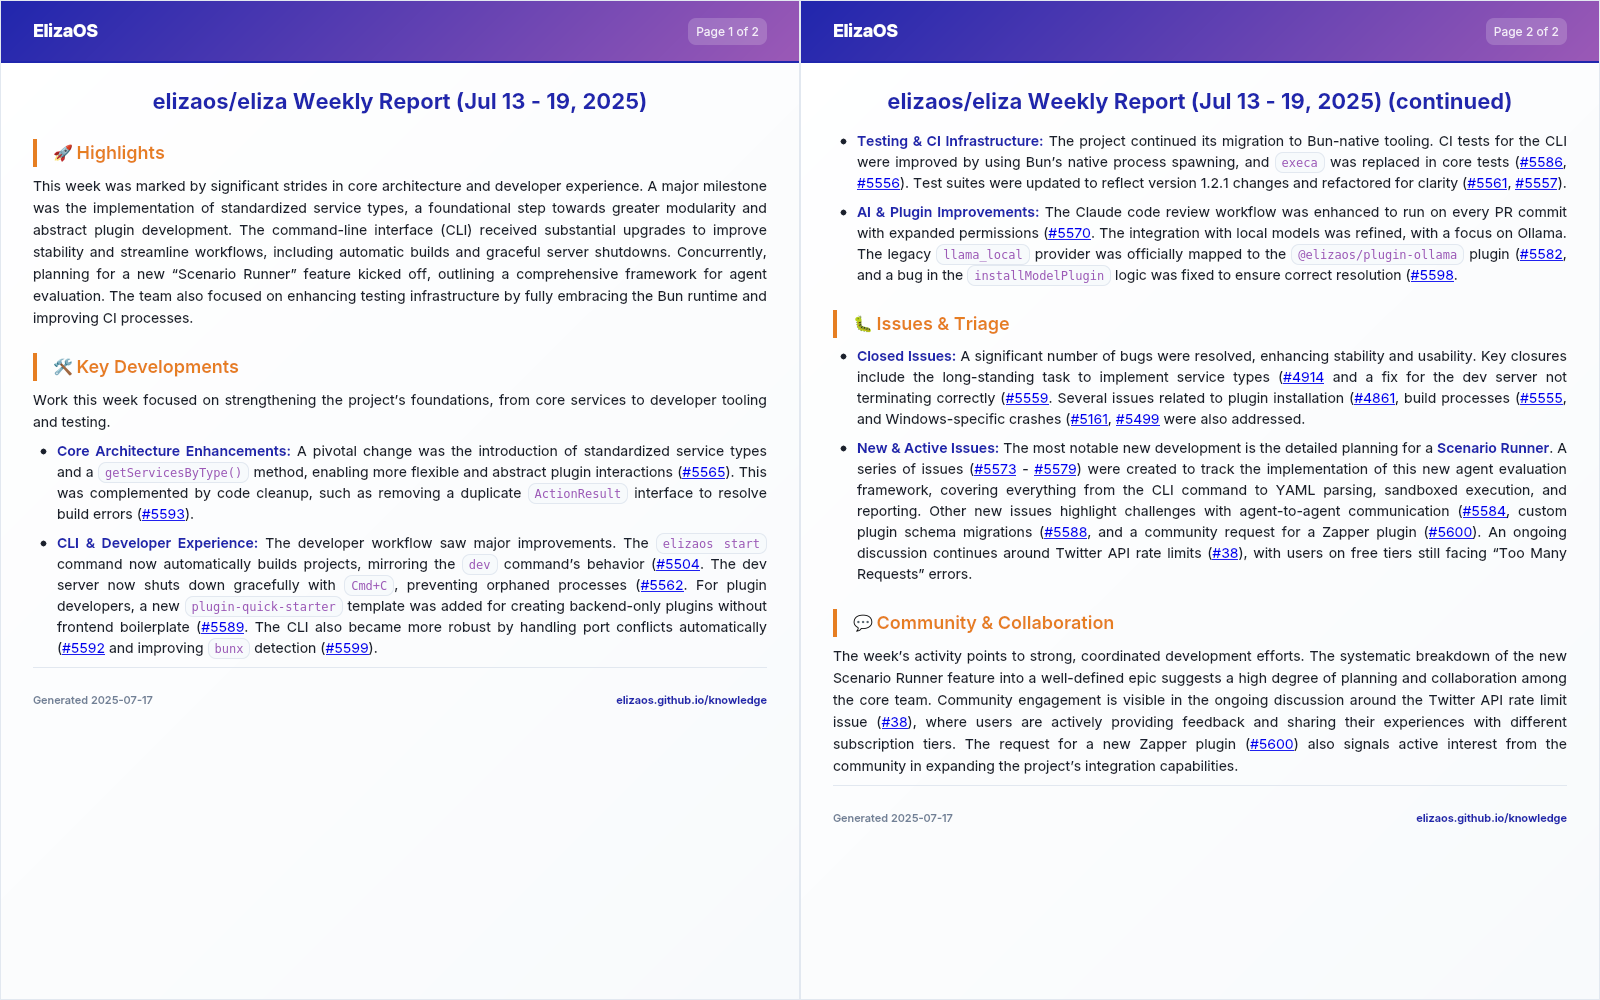 ElizaOS
Page 1 of 2
elizaos/eliza Weekly Report (Jul 13 - 19, 2025)
🚀 Highlights
This week was marked by significant strides in core architecture and developer experience. A major milestone
was the implementation of standardized service types, a foundational step towards greater modularity and
abstract plugin development. The command-line interface (CLI) received substantial upgrades to improve
stability and streamline workflows, including automatic builds and graceful server shutdowns. Concurrently,
planning for a new “Scenario Runner” feature kicked off, outlining a comprehensive framework for agent
evaluation. The team also focused on enhancing testing infrastructure by fully embracing the Bun runtime and
improving CI processes.
🛠️ Key Developments
Work this week focused on strengthening the project’s foundations, from core services to developer tooling
and testing.
• Core Architecture Enhancements: A pivotal change was the introduction of standardized service types
and a getServicesByType() method, enabling more flexible and abstract plugin interactions (#5565). This
was complemented by code cleanup, such as removing a duplicate ActionResult interface to resolve
build errors (#5593).
• CLI & Developer Experience: The developer workflow saw major improvements. The elizaos start
command now automatically builds projects, mirroring the dev command’s behavior (#5504. The dev
server now shuts down gracefully with Cmd+C, preventing orphaned processes (#5562. For plugin
developers, a new plugin-quick-starter template was added for creating backend-only plugins without
frontend boilerplate (#5589. The CLI also became more robust by handling port conflicts automatically
(#5592 and improving bunx detection (#5599).
Generated 2025-07-17
elizaos.github.io/knowledge
ElizaOS
Page 2 of 2
elizaos/eliza Weekly Report (Jul 13 - 19, 2025) (continued)
• Testing & CI Infrastructure: The project continued its migration to Bun-native tooling. CI tests for the CLI
were improved by using Bun’s native process spawning, and execa was replaced in core tests (#5586,
#5556). Test suites were updated to reflect version 1.2.1 changes and refactored for clarity (#5561, #5557).
• AI & Plugin Improvements: The Claude code review workflow was enhanced to run on every PR commit
with expanded permissions (#5570. The integration with local models was refined, with a focus on Ollama.
The legacy llama_local provider was officially mapped to the @elizaos/plugin-ollama plugin (#5582,
and a bug in the installModelPlugin logic was fixed to ensure correct resolution (#5598.
🐛 Issues & Triage
• Closed Issues: A significant number of bugs were resolved, enhancing stability and usability. Key closures
include the long-standing task to implement service types (#4914 and a fix for the dev server not
terminating correctly (#5559. Several issues related to plugin installation (#4861, build processes (#5555,
and Windows-specific crashes (#5161, #5499 were also addressed.
• New & Active Issues: The most notable new development is the detailed planning for a Scenario Runner. A
series of issues (#5573 - #5579) were created to track the implementation of this new agent evaluation
framework, covering everything from the CLI command to YAML parsing, sandboxed execution, and
reporting. Other new issues highlight challenges with agent-to-agent communication (#5584, custom
plugin schema migrations (#5588, and a community request for a Zapper plugin (#5600). An ongoing
discussion continues around Twitter API rate limits (#38), with users on free tiers still facing “Too Many
Requests” errors.
💬 Community & Collaboration
The week’s activity points to strong, coordinated development efforts. The systematic breakdown of the new
Scenario Runner feature into a well-defined epic suggests a high degree of planning and collaboration among
the core team. Community engagement is visible in the ongoing discussion around the Twitter API rate limit
issue (#38), where users are actively providing feedback and sharing their experiences with different
subscription tiers. The request for a new Zapper plugin (#5600) also signals active interest from the
community in expanding the project’s integration capabilities.
Generated 2025-07-17
elizaos.github.io/knowledge